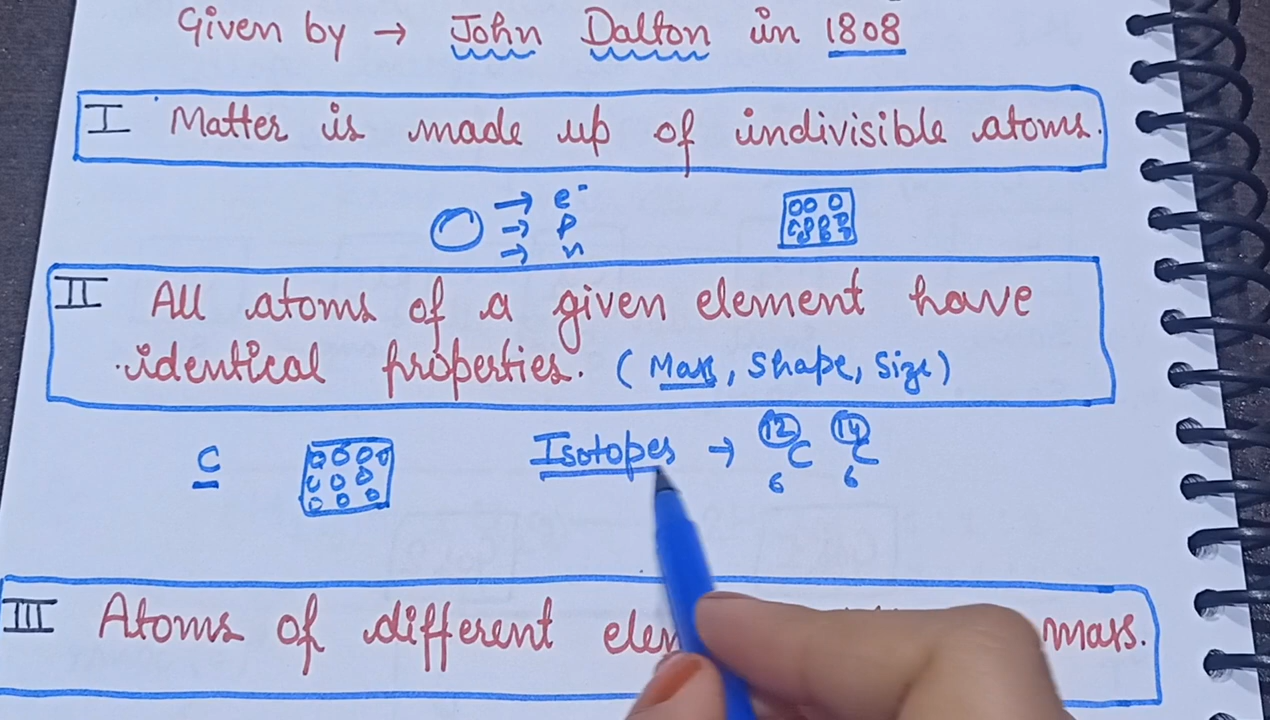 Given by → John Dalton in 1808
I Matter is made up of indivisible atoms.
→ e⁻
→ p
→ n
II All atoms of a given element have
identical properties. (Mass, Shape, Size)
C Isotopes → ¹²₆C ¹⁴₆C
III Atoms of different mass.